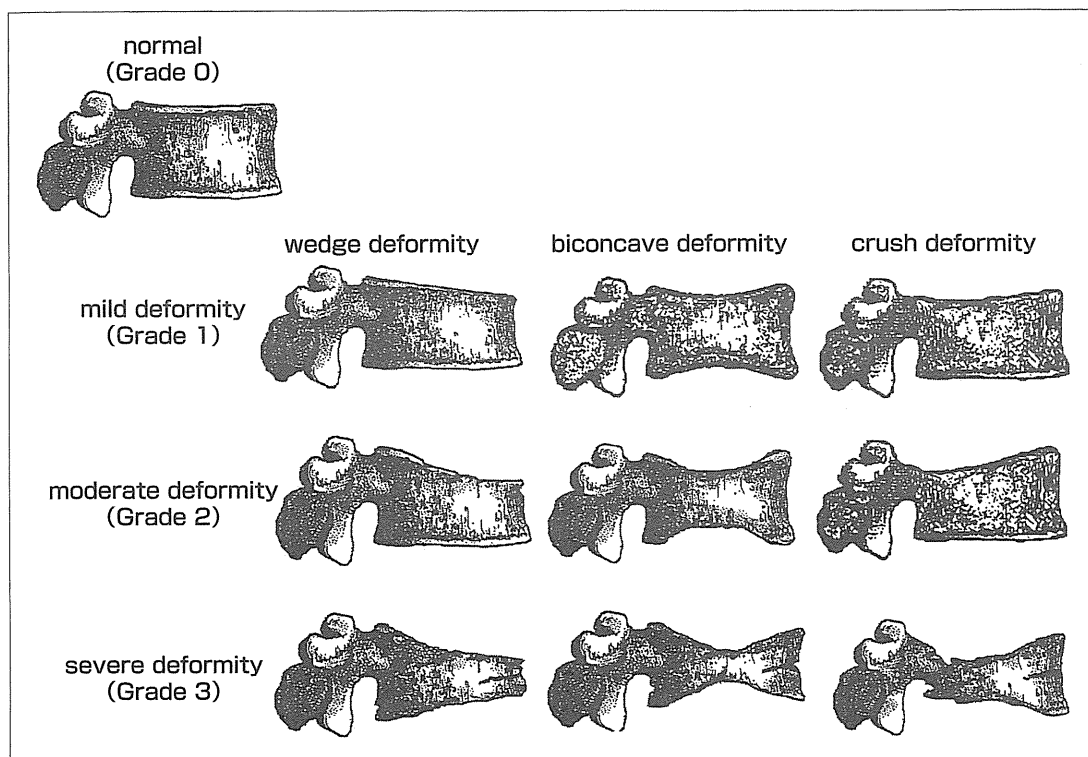 normal
(Grade 0)
wedge deformity
biconcave deformity
crush deformity
mild deformity
(Grade 1)
moderate deformity
(Grade 2)
severe deformity
(Grade 3)